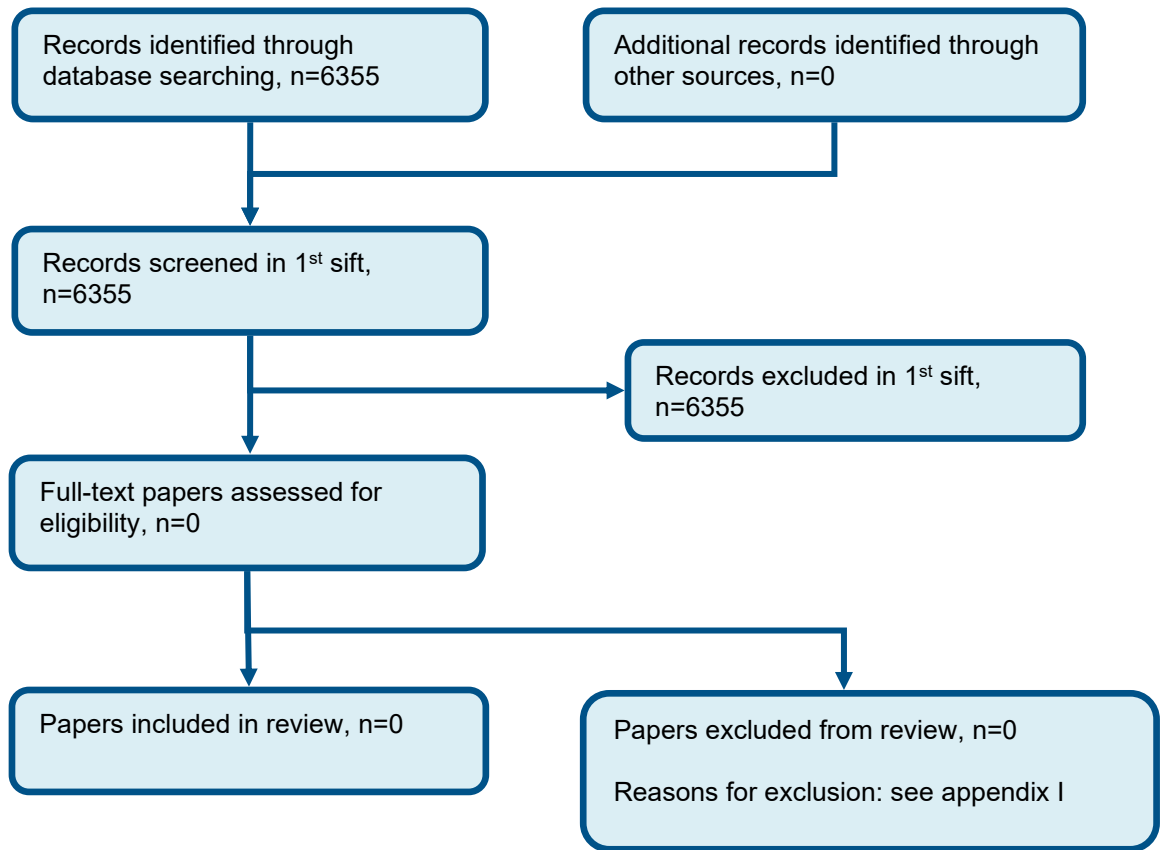 Records identified through
database searching, n=6355
Additional records identified through
other sources, n=0
Records screened in 1st sift,
n=6355
Records excluded in 1st sift,
n=6355
Full-text papers assessed for
eligibility, n=0
Papers included in review, n=0
Papers excluded from review, n=0
Reasons for exclusion: see appendix I